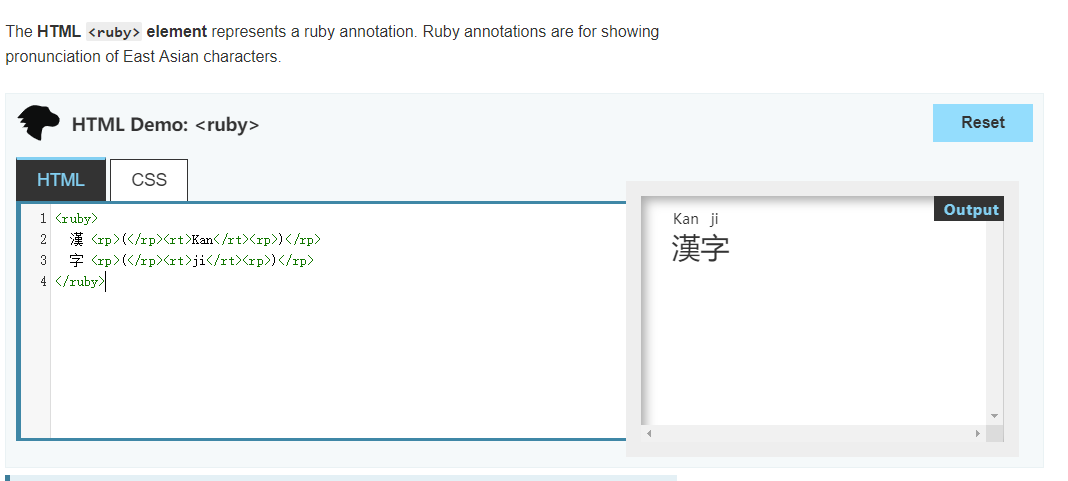 The HTML <ruby> element represents a ruby annotation. Ruby annotations are for showing
pronunciation of East Asian characters.
HTML Demo: <ruby>
Reset
HTML CSS
1 <ruby>
2 漢 <rp>(</rp><rt>Kan</rt><rp>)</rp>
3 字 <rp>(</rp><rt>ji</rt><rp>)</rp>
4 </ruby>
Output
Kan ji
漢字